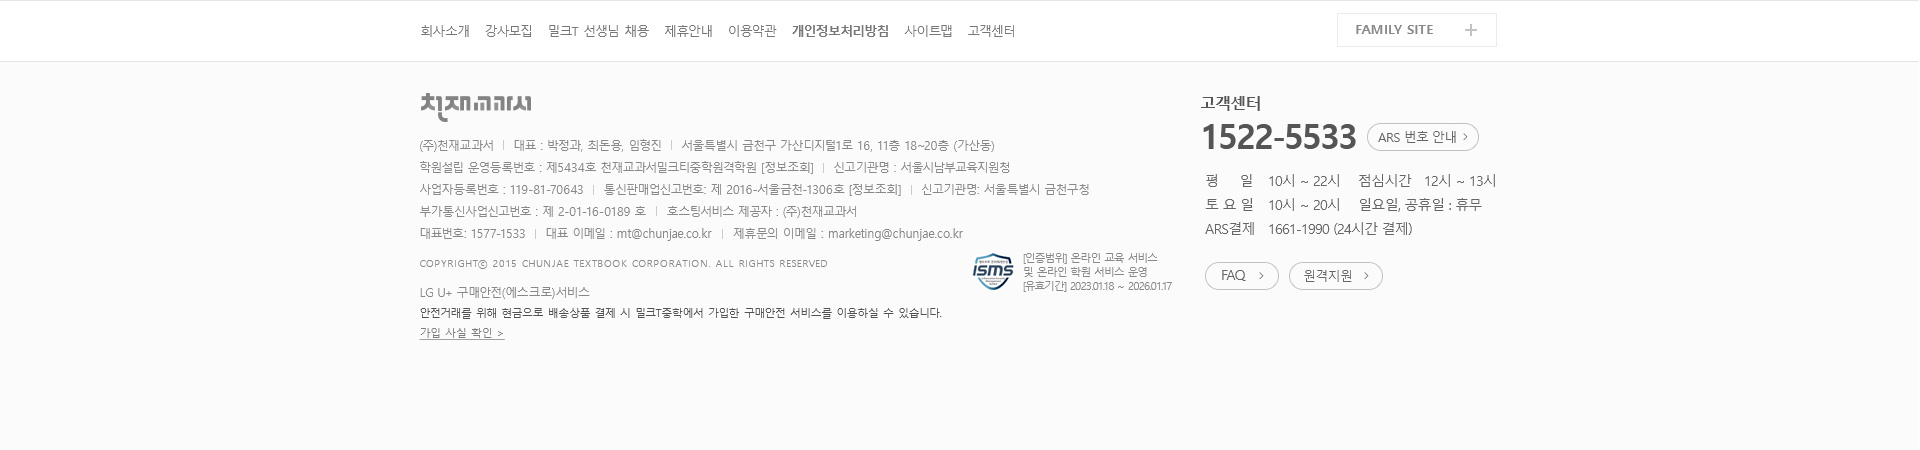 회사소개 강사모집 밀크T 선생님 채용 제휴안내 이용약관 개인정보처리방침 사이트맵 고객센터 FAMILY SITE
천재교과서
(주)천재교과서 | 대표 : 박정과, 최돈용, 임형진 | 서울특별시 금천구 가산디지털1로 16, 11층 18~20층 (가산동)
학원설립 운영등록번호 : 제5434호 천재교과서밀크티중학원격학원 [정보조회] | 신고기관명 : 서울시남부교육지원청
사업자등록번호 : 119-81-70643 | 통신판매업신고번호: 제 2016-서울금천-1306호 [정보조회] | 신고기관명: 서울특별시 금천구청
부가통신사업신고번호 : 제 2-01-16-0189 호 | 호스팅서비스 제공자 : (주)천재교과서
대표번호: 1577-1533 | 대표 이메일 : mt@chunjae.co.kr | 제휴문의 이메일 : marketing@chunjae.co.kr
COPYRIGHTⓒ 2015 CHUNJAE TEXTBOOK CORPORATION. ALL RIGHTS RESERVED
LG U+ 구매안전(에스크로)서비스
안전거래를 위해 현금으로 배송상품 결제 시 밀크T중학에서 가입한 구매안전 서비스를 이용하실 수 있습니다.
가입 사실 확인 >
ISMS
[인증범위] 온라인 교육 서비스
및 온라인 학원 서비스 운영
[유효기간] 2023.01.18 ~ 2026.01.17
고객센터
1522-5533 ARS 번호 안내 >
평 일 10시 ~ 22시 점심시간 12시 ~ 13시
토 요 일 10시 ~ 20시 일요일, 공휴일 : 휴무
ARS결제 1661-1990 (24시간 결제)
FAQ > 원격지원 >